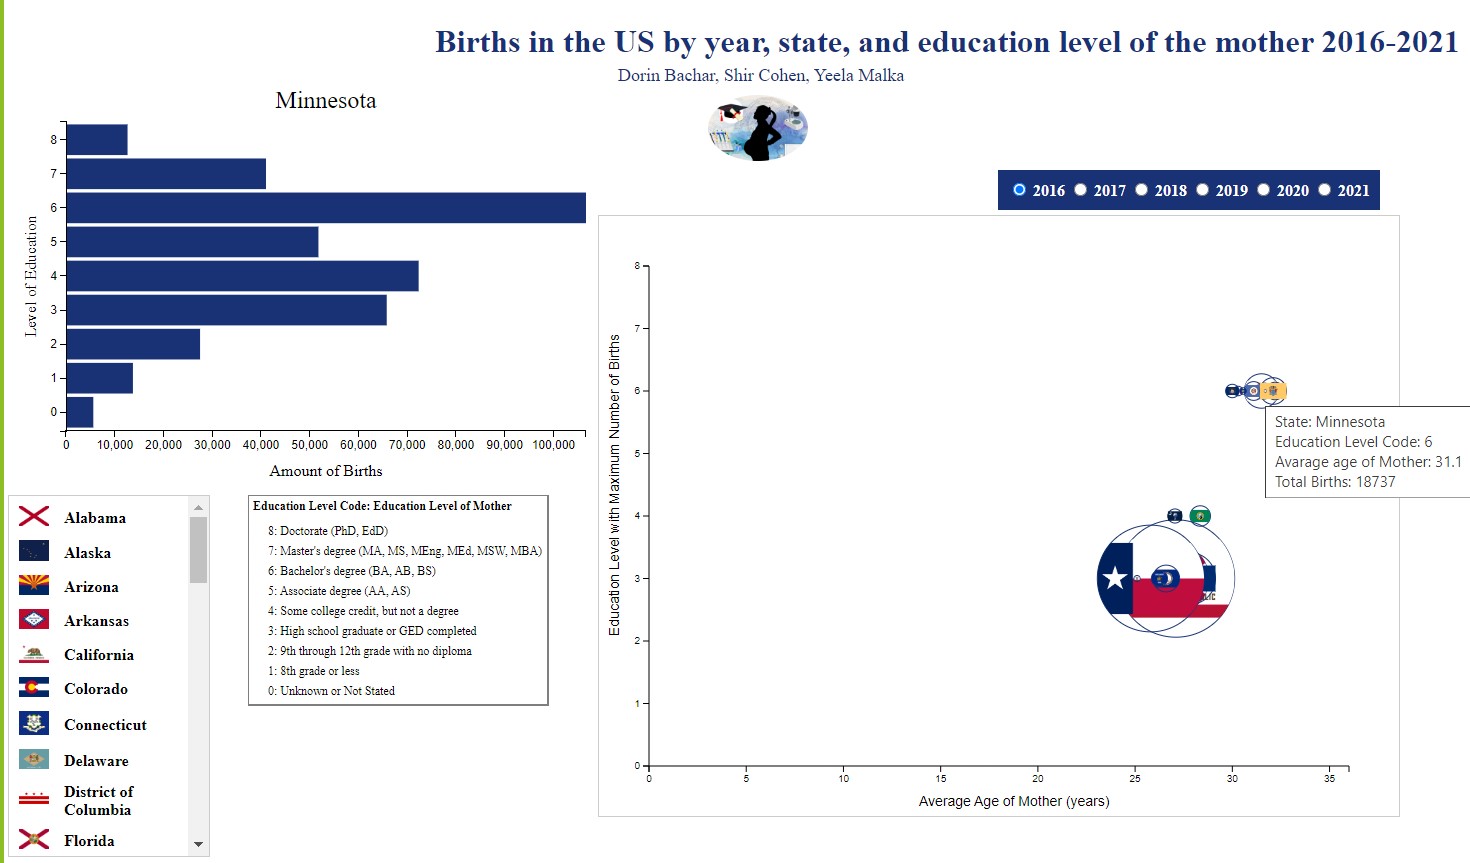 Births in the US by year, state, and education level of the mother 2016-2021
Dorin Bachar, Shir Cohen, Yeela Malka
Minnesota
8
7
6
5
4
3
2
1
0
Level of Education
0 10,000 20,000 30,000 40,000 50,000 60,000 70,000 80,000 90,000 100,000
Amount of Births
Alabama
Alaska
Arizona
Arkansas
California
Colorado
Connecticut
Delaware
District of
Columbia
Florida
Education Level Code: Education Level of Mother
8: Doctorate (PhD, EdD)
7: Master's degree (MA, MS, MEng, MEd, MSW, MBA)
6: Bachelor's degree (BA, AB, BS)
5: Associate degree (AA, AS)
4: Some college credit, but not a degree
3: High school graduate or GED completed
2: 9th through 12th grade with no diploma
1: 8th grade or less
0: Unknown or Not Stated
2016 2017 2018 2019 2020 2021
8
7
6
5
4
3
2
1
0
Education Level with Maximum Number of Births
0 5 10 15 20 25 30 35
Average Age of Mother (years)
State: Minnesota
Education Level Code: 6
Avarage age of Mother: 31.1
Total Births: 18737